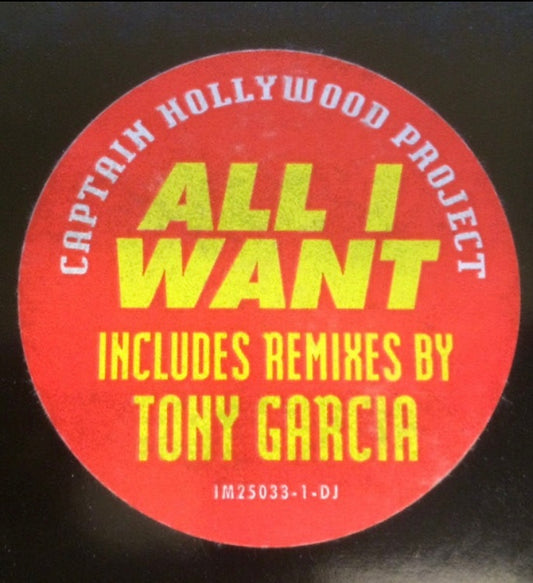 CAPTAIN HOLLYWOOD PROJECT
ALL I
WANT
INCLUDES REMIXES BY
TONY GARCIA
IM25033-1-DJ